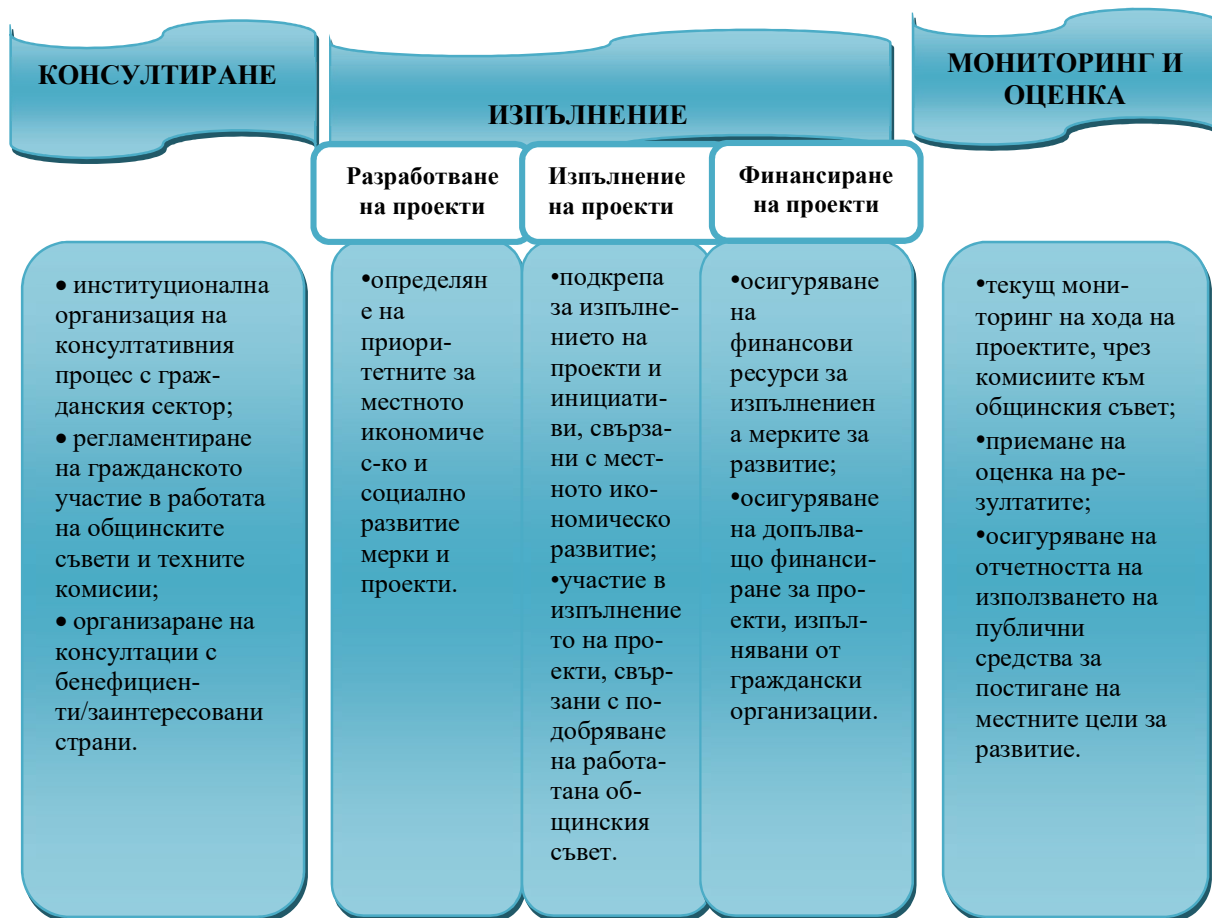 КОНСУЛТИРАНЕ
ИЗПЪЛНЕНИЕ
МОНИТОРИНГ И
ОЦЕНКА
Разработване
на проекти
Изпълнение
на проекти
Финансиране
на проекти
• институционална
организация на
консултативния
процес с граж-
данския сектор;
• регламентиране
на гражданското
участие в работата
на общинските
съвети и техните
комисии;
• организаране на
консултации с
бенефициен-
ти/заинтересовани
страни.
•определян
е на
приори-
тетните за
местното
икономиче
с-ко и
социално
развитие
мерки и
проекти.
•подкрепа
за изпълне-
нието на
проекти и
инициати-
ви, свърза-
ни с мест-
ното ико-
номическо
развитие;
•участие в
изпълнение
то на про-
екти, свър-
зани с по-
добряване
на работа-
тана об-
щинския
съвет.
•осигуряване
на
финансови
ресурси за
изпълнениен
а мерките за
развитие;
•осигуряване
на допълва-
що финанси-
ране за про-
екти, изпъл-
нявани от
граждански
организации.
•текущ мони-
торинг на хода на
проектите, чрез
комисиите към
общинския съвет;
•приемане на
оценка на ре-
зултатите;
•осигуряване на
отчетността на
използването на
публични
средства за
постигане на
местните цели за
развитие.